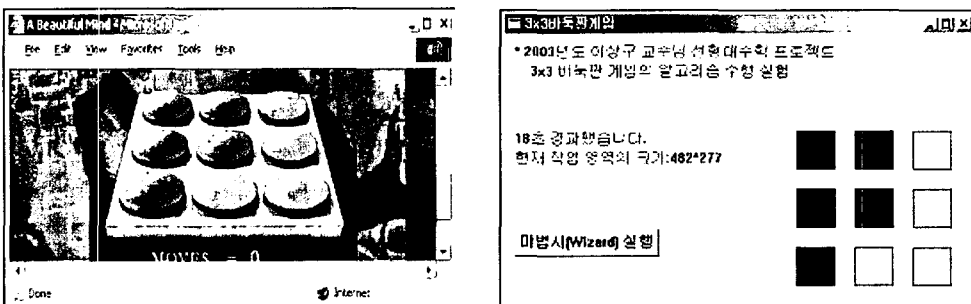 A Beautiful Mind
File Edit View Favorites Tools Help
MOVES = 0
Done
Internet
3x3바둑판게임
* 2003년도 이상구 교수님 선형대수학 프로젝트
3x3 바둑판 게임의 알고리즘 수행 실험
18초 경과했습니다.
현재 작업 영역의 크기:482*277
마법사(Wizard) 실행